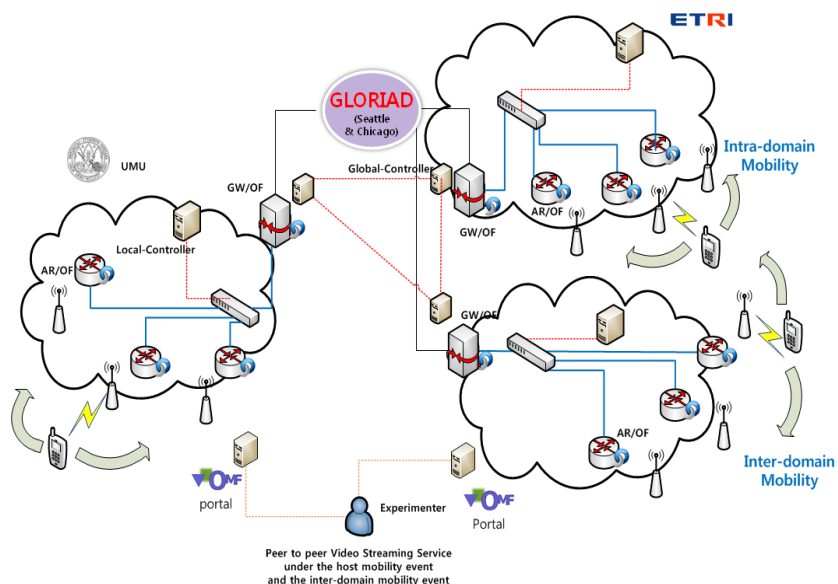 ETRI
GLORIAD
(Seattle
& Chicago)
UMU
Global-Controller
Intra-domain
Mobility
GW/OF
AR/OF
GW/OF
Local-Controller
AR/OF
GW/OF
AR/OF
Inter-domain
Mobility
OMF
portal
OMF
Portal
Experimenter
Peer to peer Video Streaming Service
under the host mobility event
and the inter-domain mobility event